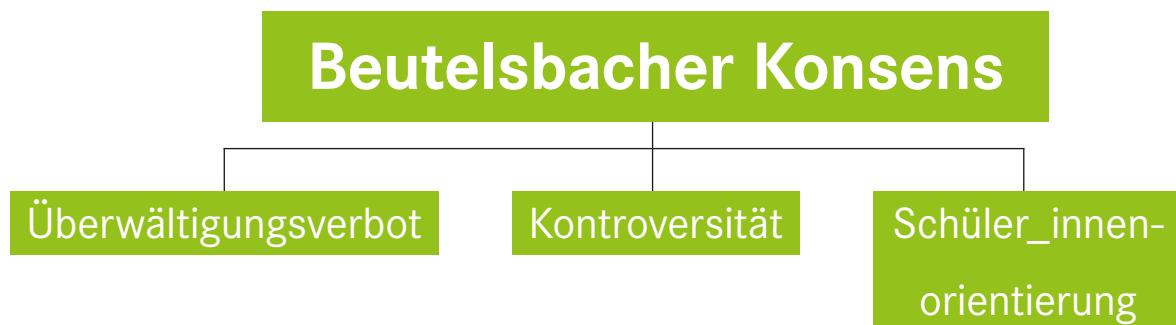 Beutelsbacher Konsens
Überwältigungsverbot
Kontroversität
Schüler_innen-
orientierung